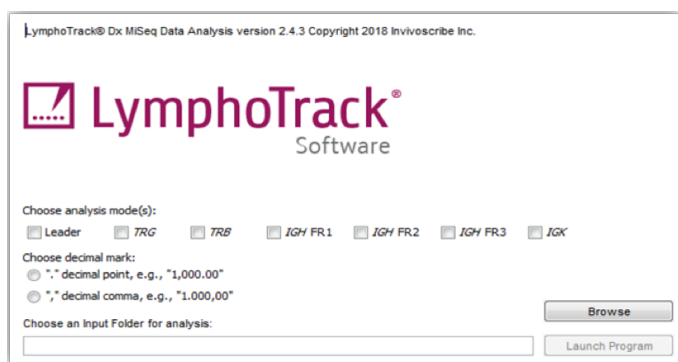 LymphoTrack® Dx MiSeq Data Analysis version 2.4.3 Copyright 2018 Invivoscribe Inc.
LymphoTrack®
Software
Choose analysis mode(s):
Leader TRG TRB IGH FR1 IGH FR2 IGH FR3 IGK
Choose decimal mark:
"." decimal point, e.g., "1,000.00"
"," decimal comma, e.g., "1.000,00"
Browse
Choose an Input Folder for analysis:
Launch Program